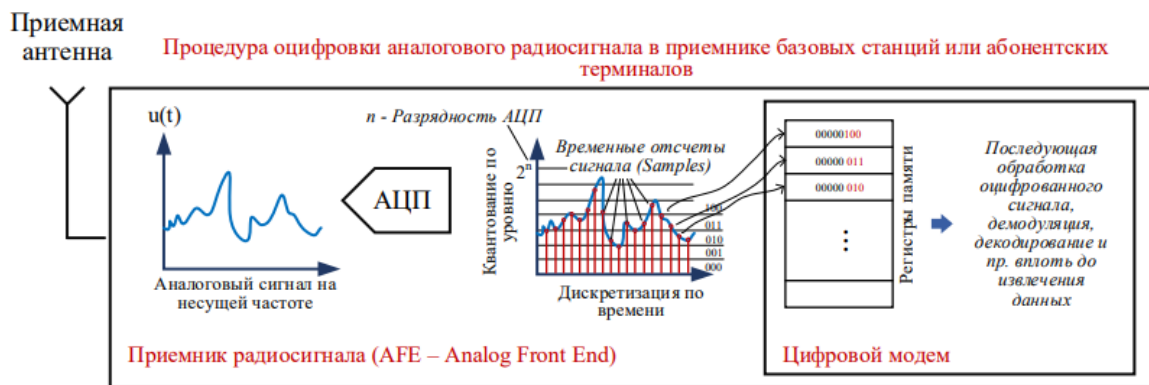 Приемная
антенна
Процедура оцифровки аналогового радиосигнала в приемнике базовых станций или абонентских
терминалов
u(t)
Аналоговый сигнал на
несущей частоте
АЦП
n - Разрядность АЦП
2^n
Временные отсчеты
сигнала (Samples)
Квантование по
уровню
100
011
010
001
000
Дискретизация по
времени
00000100
00000 011
00000 010
⋮
Регистры памяти
Последующая
обработка
оцифрованного
сигнала,
демодуляция,
декодирование и
пр. вплоть до
извлечения
данных
Приемник радиосигнала (AFE – Analog Front End)
Цифровой модем